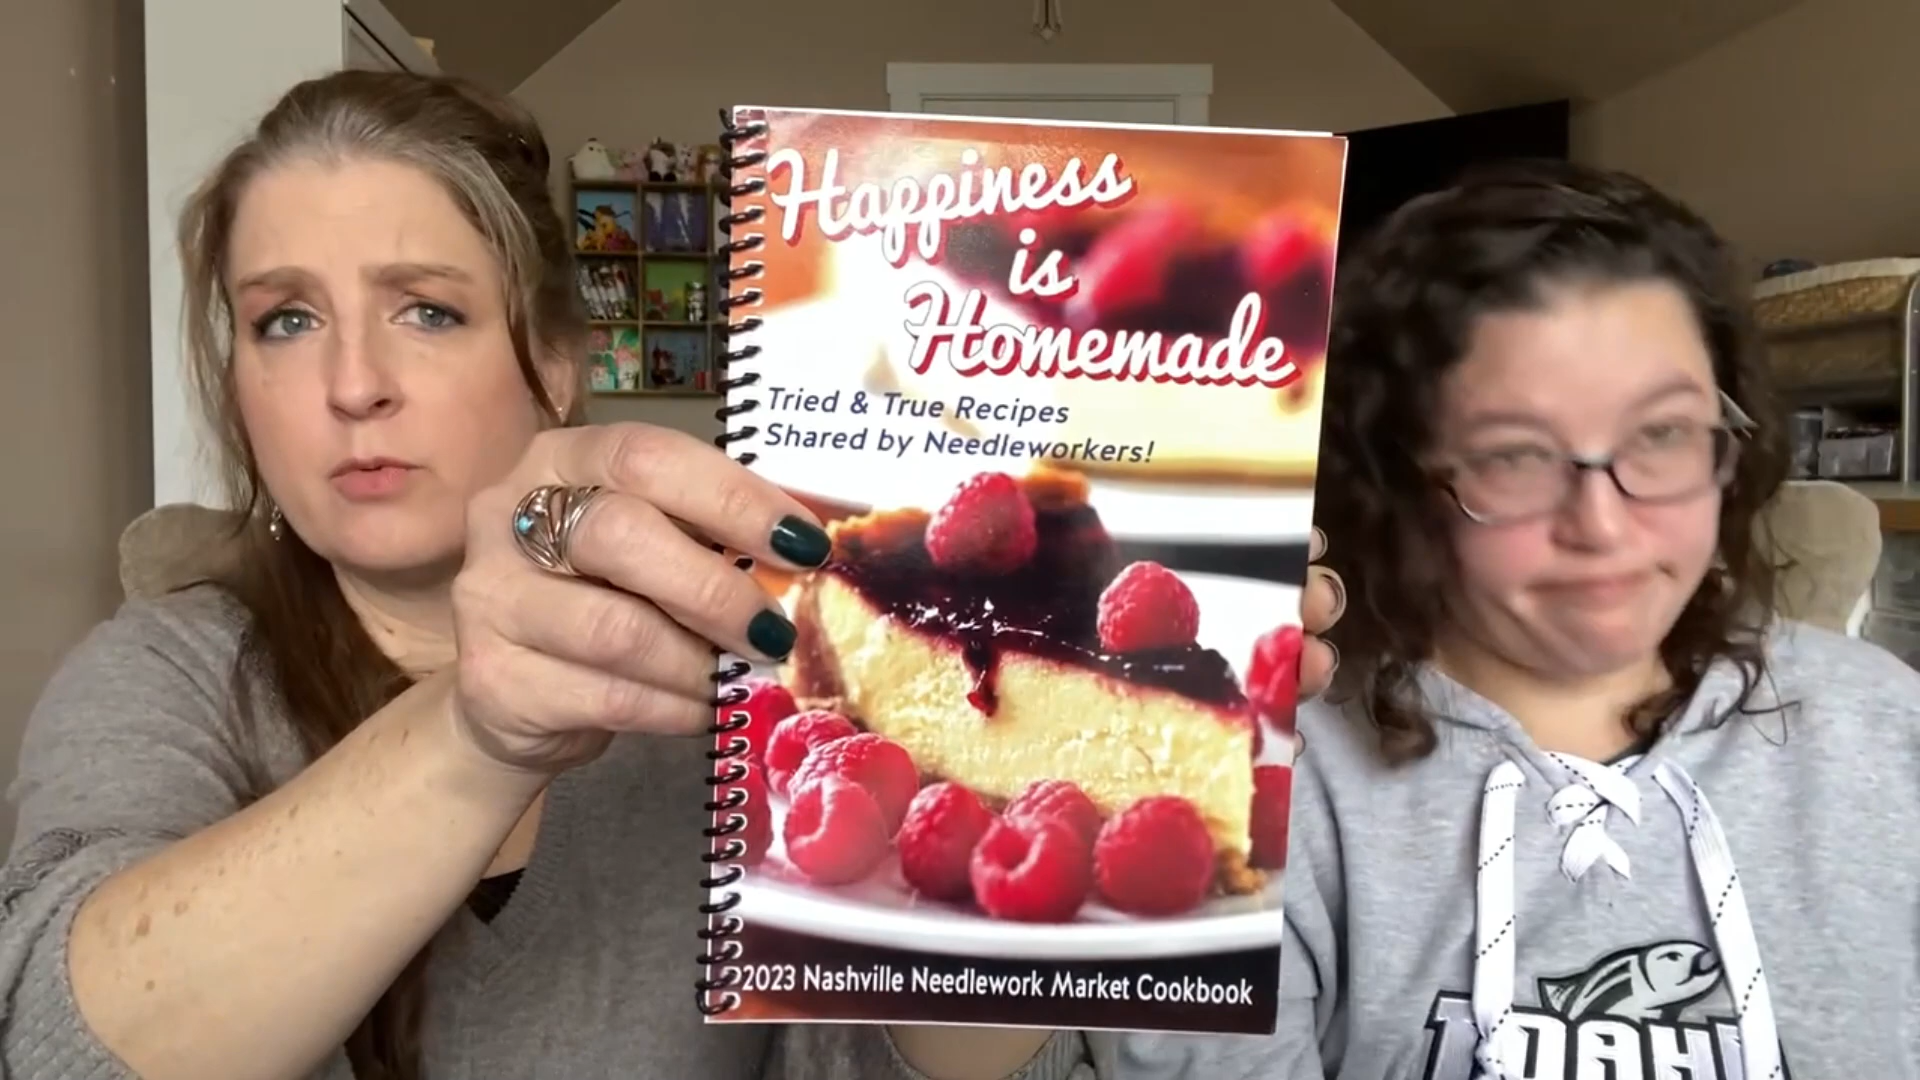 Happiness
is
Homemade
Tried & True Recipes
Shared by Needleworkers!
2023 Nashville Needlework Market Cookbook